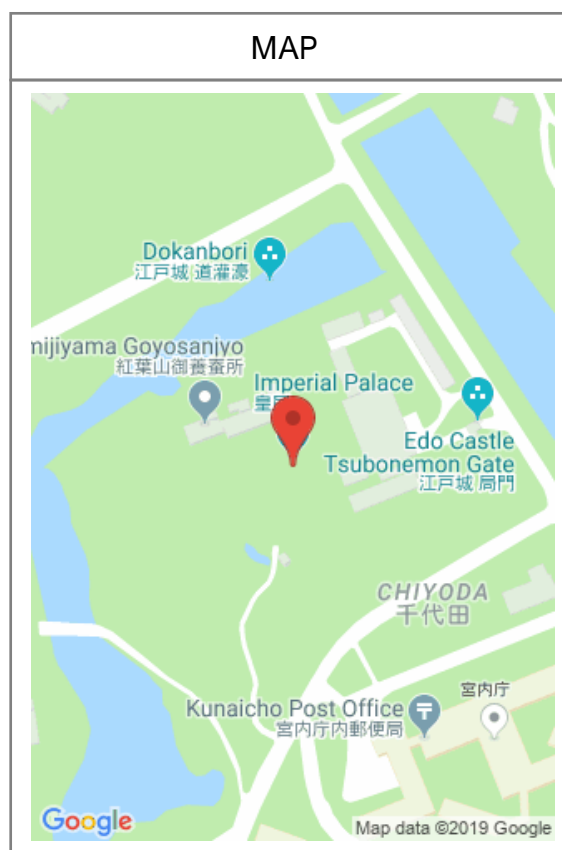 MAP
Dokanbori
江戸城 道灌濠
mijiyama Goyosanjyo
紅葉山御養蚕所
Imperial Palace
皇居
Edo Castle
Tsubonemon Gate
江戸城 局門
CHIYODA
千代田
宮内庁
Kunaicho Post Office
宮内庁内郵便局
Google
Map data ©2019 Google